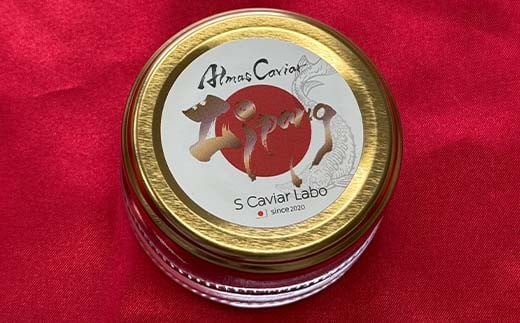 Almas Caviar
Zipang
S Caviar Labo
since 2020